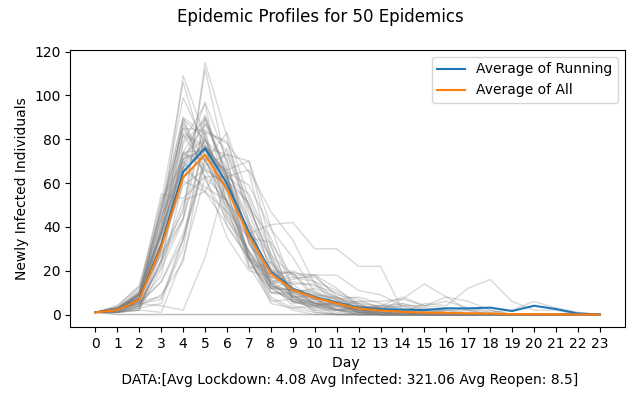 Epidemic Profiles for 50 Epidemics
Newly Infected Individuals
120
100
80
60
40
20
0
Average of Running
Average of All
0 1 2 3 4 5 6 7 8 9 10 11 12 13 14 15 16 17 18 19 20 21 22 23
Day
DATA:[Avg Lockdown: 4.08 Avg Infected: 321.06 Avg Reopen: 8.5]